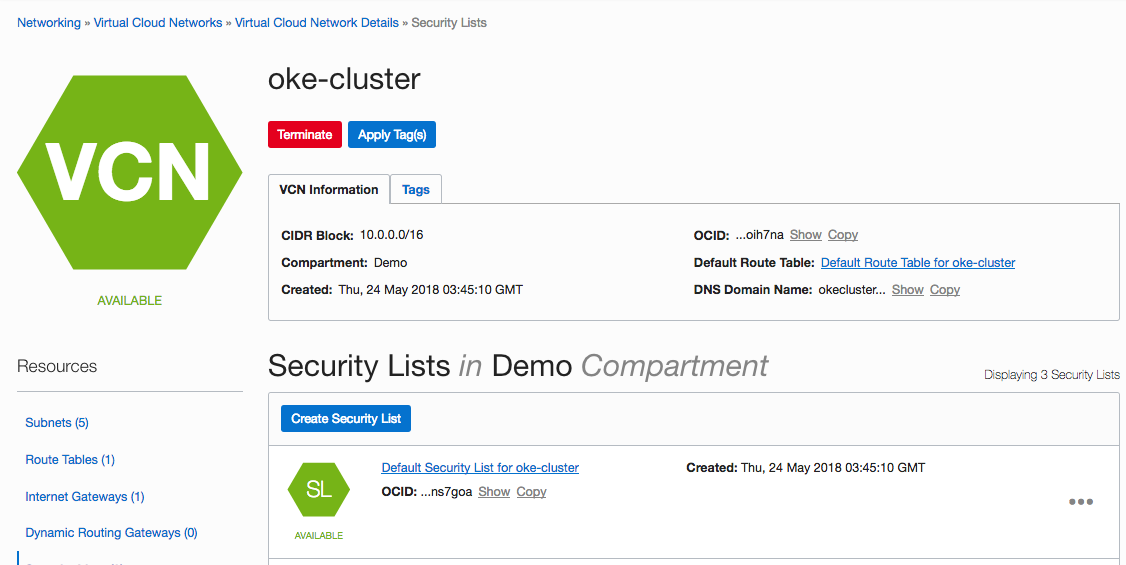 Networking » Virtual Cloud Networks » Virtual Cloud Network Details » Security Lists
VCN
AVAILABLE
oke-cluster
Terminate Apply Tag(s)
VCN Information Tags
CIDR Block: 10.0.0.0/16
Compartment: Demo
Created: Thu, 24 May 2018 03:45:10 GMT
OCID: ...oih7na Show Copy
Default Route Table: Default Route Table for oke-cluster
DNS Domain Name: okecluster... Show Copy
Resources
Subnets (5)
Route Tables (1)
Internet Gateways (1)
Dynamic Routing Gateways (0)
Security Lists in Demo Compartment
Displaying 3 Security Lists
Create Security List
SL
AVAILABLE
Default Security List for oke-cluster
OCID: ...ns7goa Show Copy
Created: Thu, 24 May 2018 03:45:10 GMT